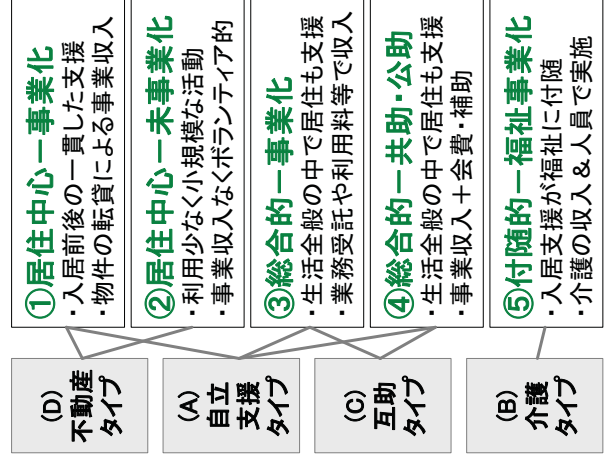 ①居住中心ー事業化
・入居前後の一貫した支援
・物件の転貸による事業収入
②居住中心ー未事業化
・利用少なく小規模な活動
・事業収入なくボランティア的
③総合的ー事業化
・生活全般の中で居住も支援
・業務受託や利用料等で収入
④総合的ー共助・公助
・生活全般の中で居住も支援
・事業収入＋会費・補助
⑤付随的ー福祉事業化
・入居支援が福祉に付随
・介護の収入＆人員で実施
(D)
不動産
タイプ
(A)
自立
支援
タイプ
(C)
互助
タイプ
(B)
介護
タイプ